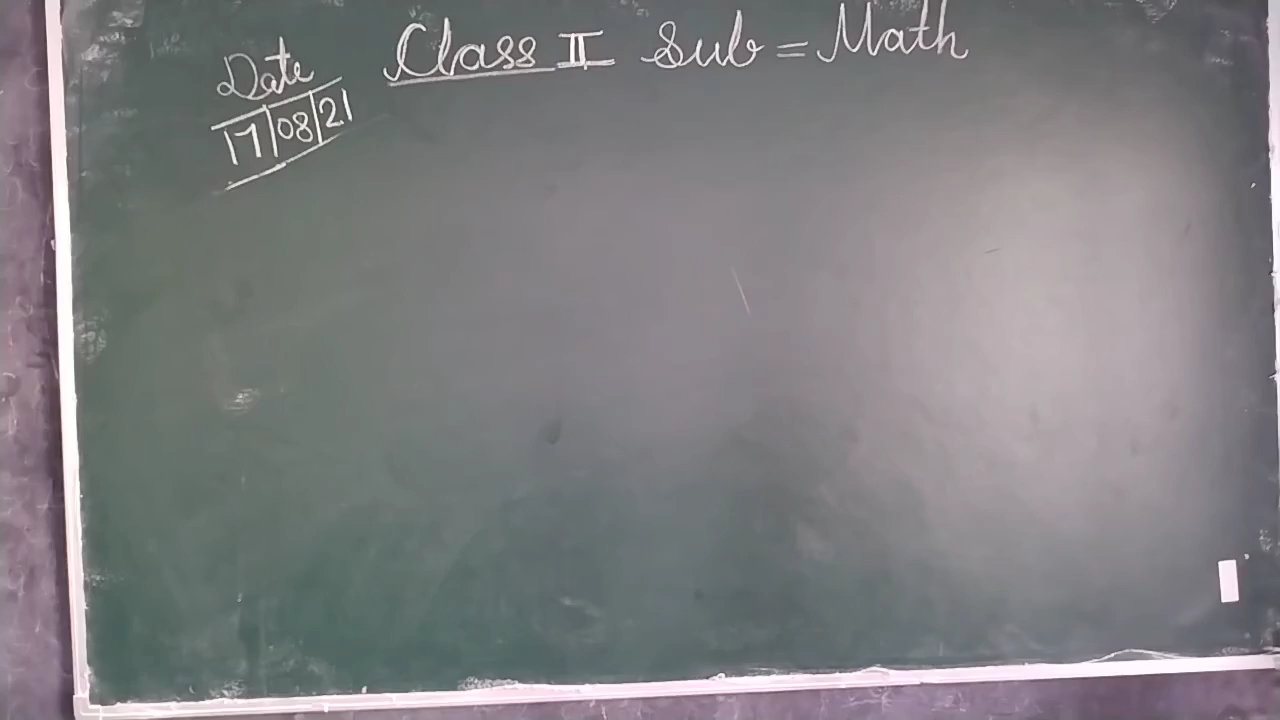 Class II Sub = Math
Date
17/08/21